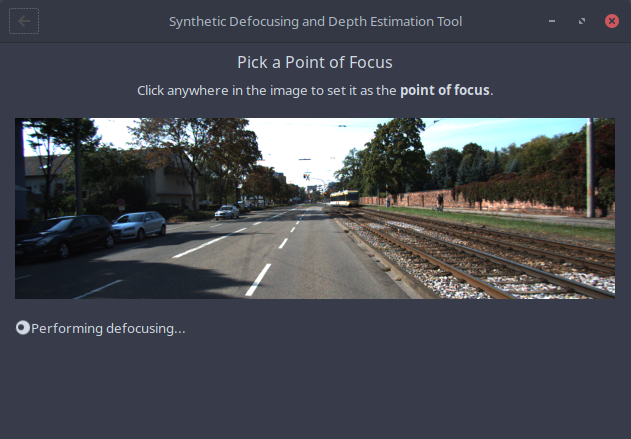 Synthetic Defocusing and Depth Estimation Tool
Pick a Point of Focus
Click anywhere in the image to set it as the point of focus.
Performing defocusing...